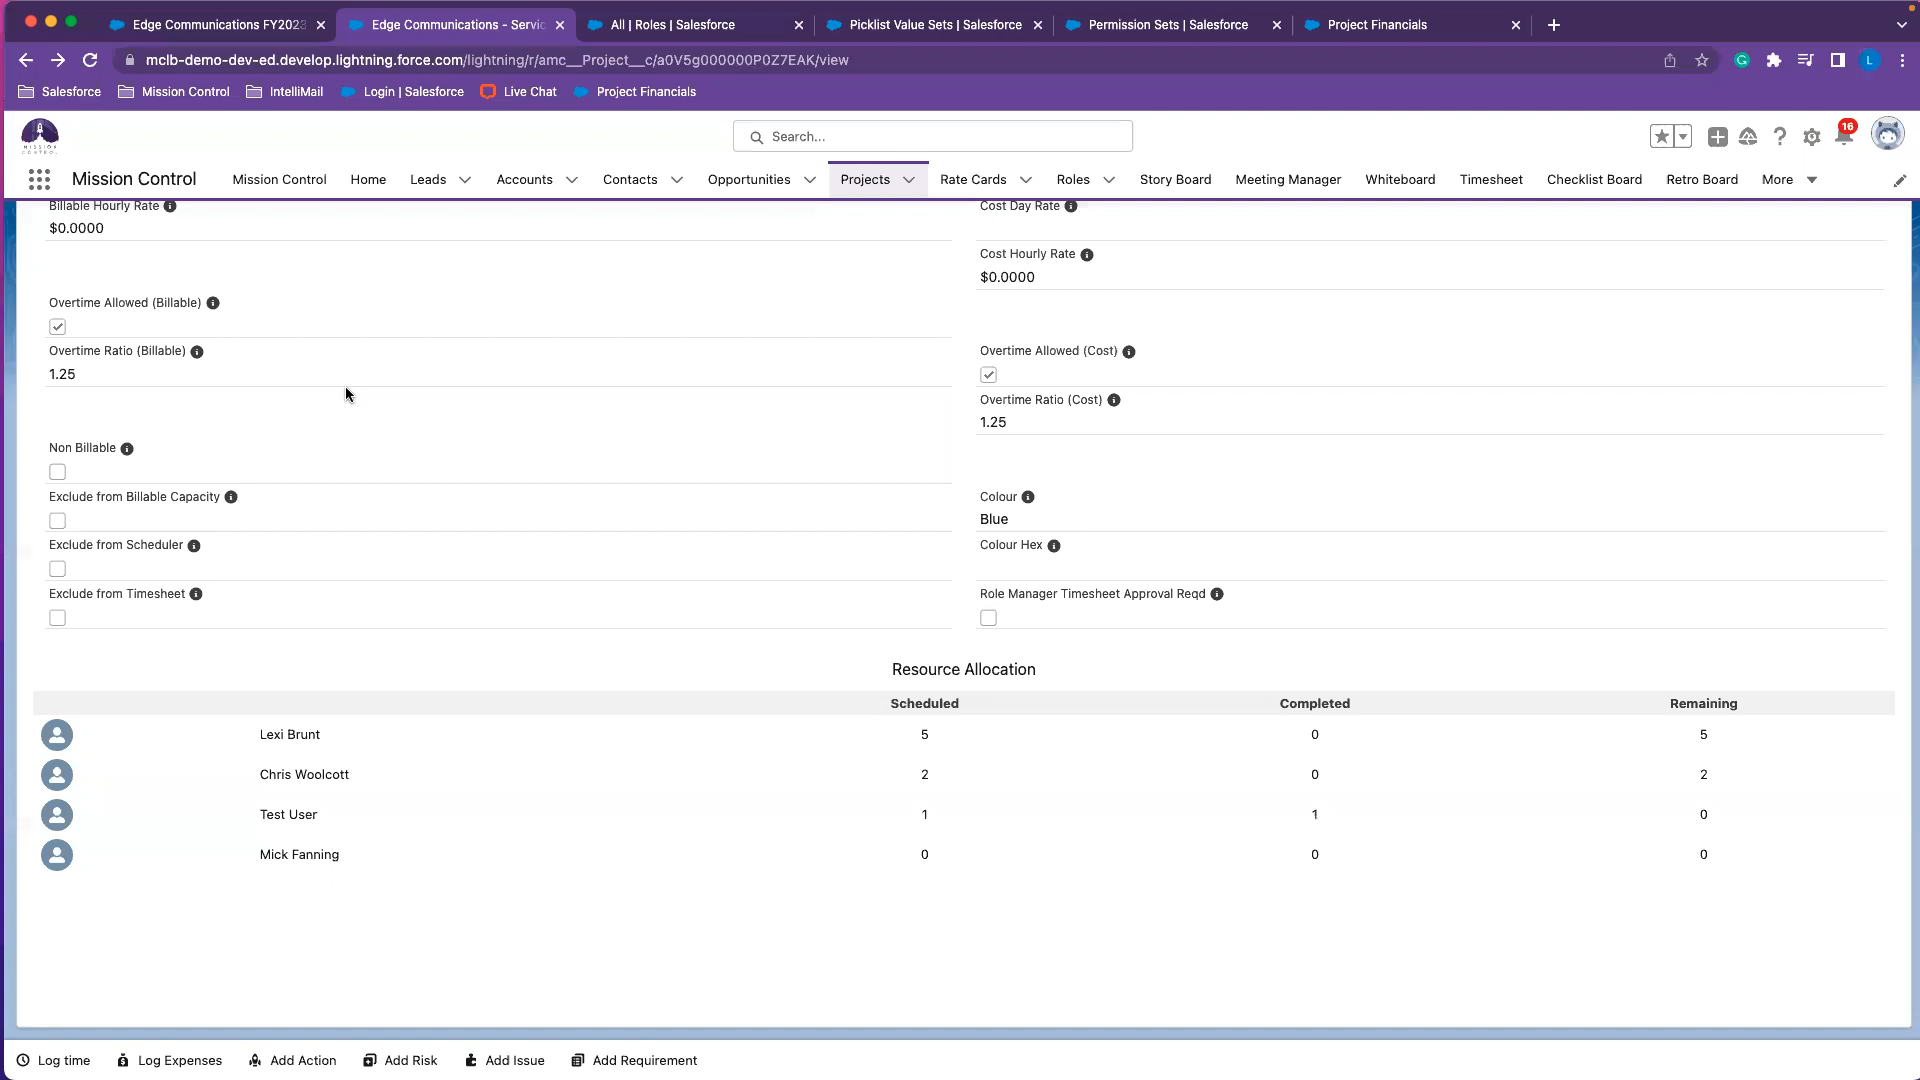 Edge Communications FY2023
Edge Communications - Servic
All | Roles | Salesforce
Picklist Value Sets | Salesforce
Permission Sets | Salesforce
Project Financials
mclb-demo-dev-ed.develop.lightning.force.com/lightning/r/amc__Project__c/a0V5g000000P0Z7EAK/view
G
L
Salesforce
Mission Control
IntelliMail
Login | Salesforce
Live Chat
Project Financials
MISSION
CONTROL
Search...
16
Mission Control
Mission Control
Home
Leads
Accounts
Contacts
Opportunities
Projects
Rate Cards
Roles
Story Board
Meeting Manager
Whiteboard
Timesheet
Checklist Board
Retro Board
More
Billable Hourly Rate
$0.0000
Cost Day Rate
Cost Hourly Rate
$0.0000
Overtime Allowed (Billable)
Overtime Ratio (Billable)
1.25
Overtime Allowed (Cost)
Overtime Ratio (Cost)
1.25
Non Billable
Exclude from Billable Capacity
Colour
Blue
Exclude from Scheduler
Colour Hex
Exclude from Timesheet
Role Manager Timesheet Approval Reqd
Resource Allocation
Scheduled Completed Remaining
Lexi Brunt 5 0 5
Chris Woolcott 2 0 2
Test User 1 1 0
Mick Fanning 0 0 0
Log time
Log Expenses
Add Action
Add Risk
Add Issue
Add Requirement